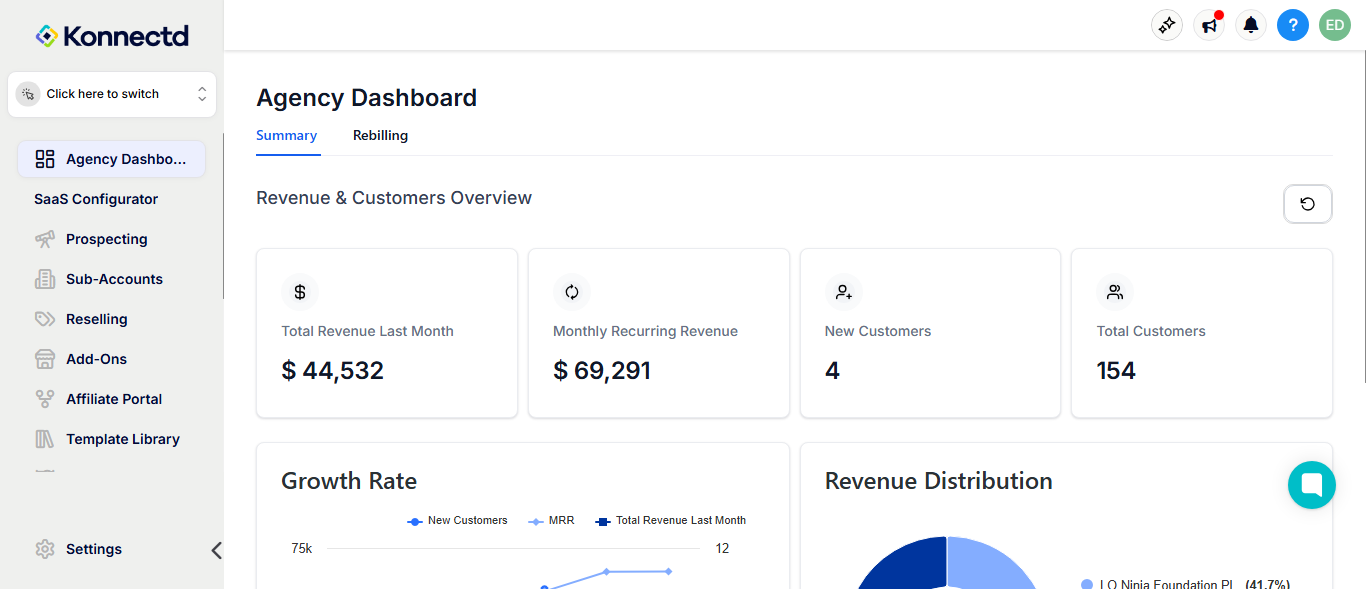 Konnectd
?
ED
Click here to switch
Agency Dashbo...
SaaS Configurator
Prospecting
Sub-Accounts
Reselling
Add-Ons
Affiliate Portal
Template Library
Settings
Agency Dashboard
Summary
Rebilling
Revenue & Customers Overview
$
Total Revenue Last Month
$ 44,532
Monthly Recurring Revenue
$ 69,291
New Customers
4
Total Customers
154
Growth Rate
New Customers
MRR
Total Revenue Last Month
75k
12
Revenue Distribution
LO Ninja Foundation Pl (41.7%)